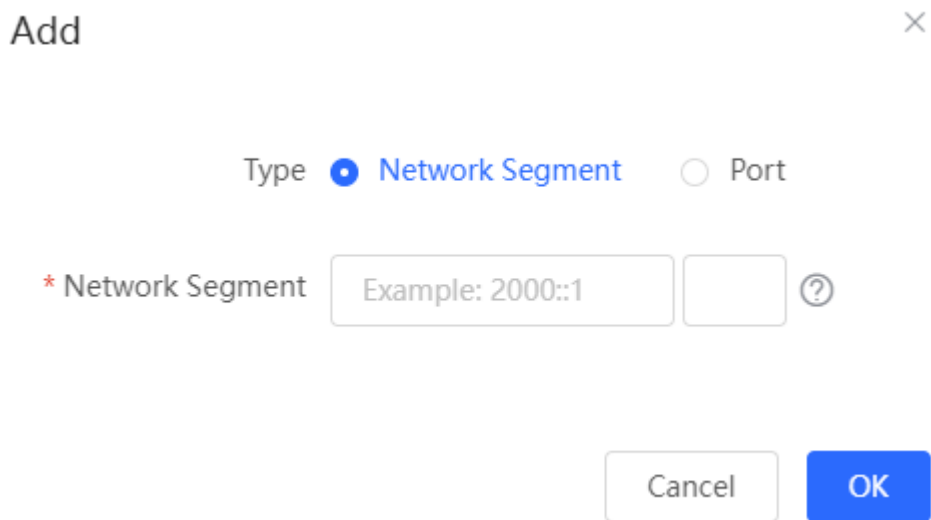 Add
Type Network Segment Port
* Network Segment Example: 2000::1 ?
Cancel OK